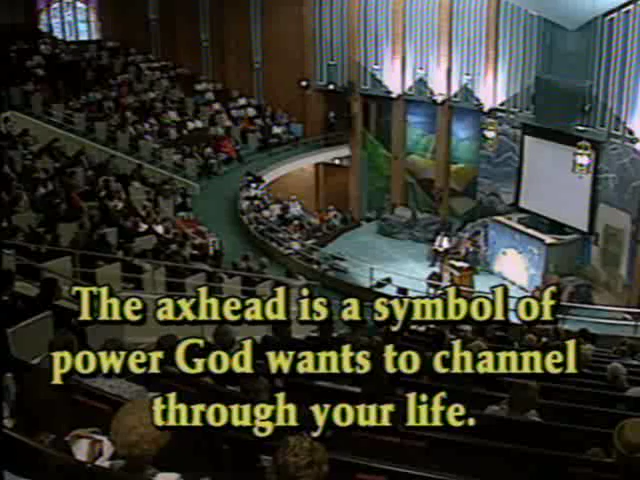 The axhead is a symbol of
power God wants to channel
through your life.